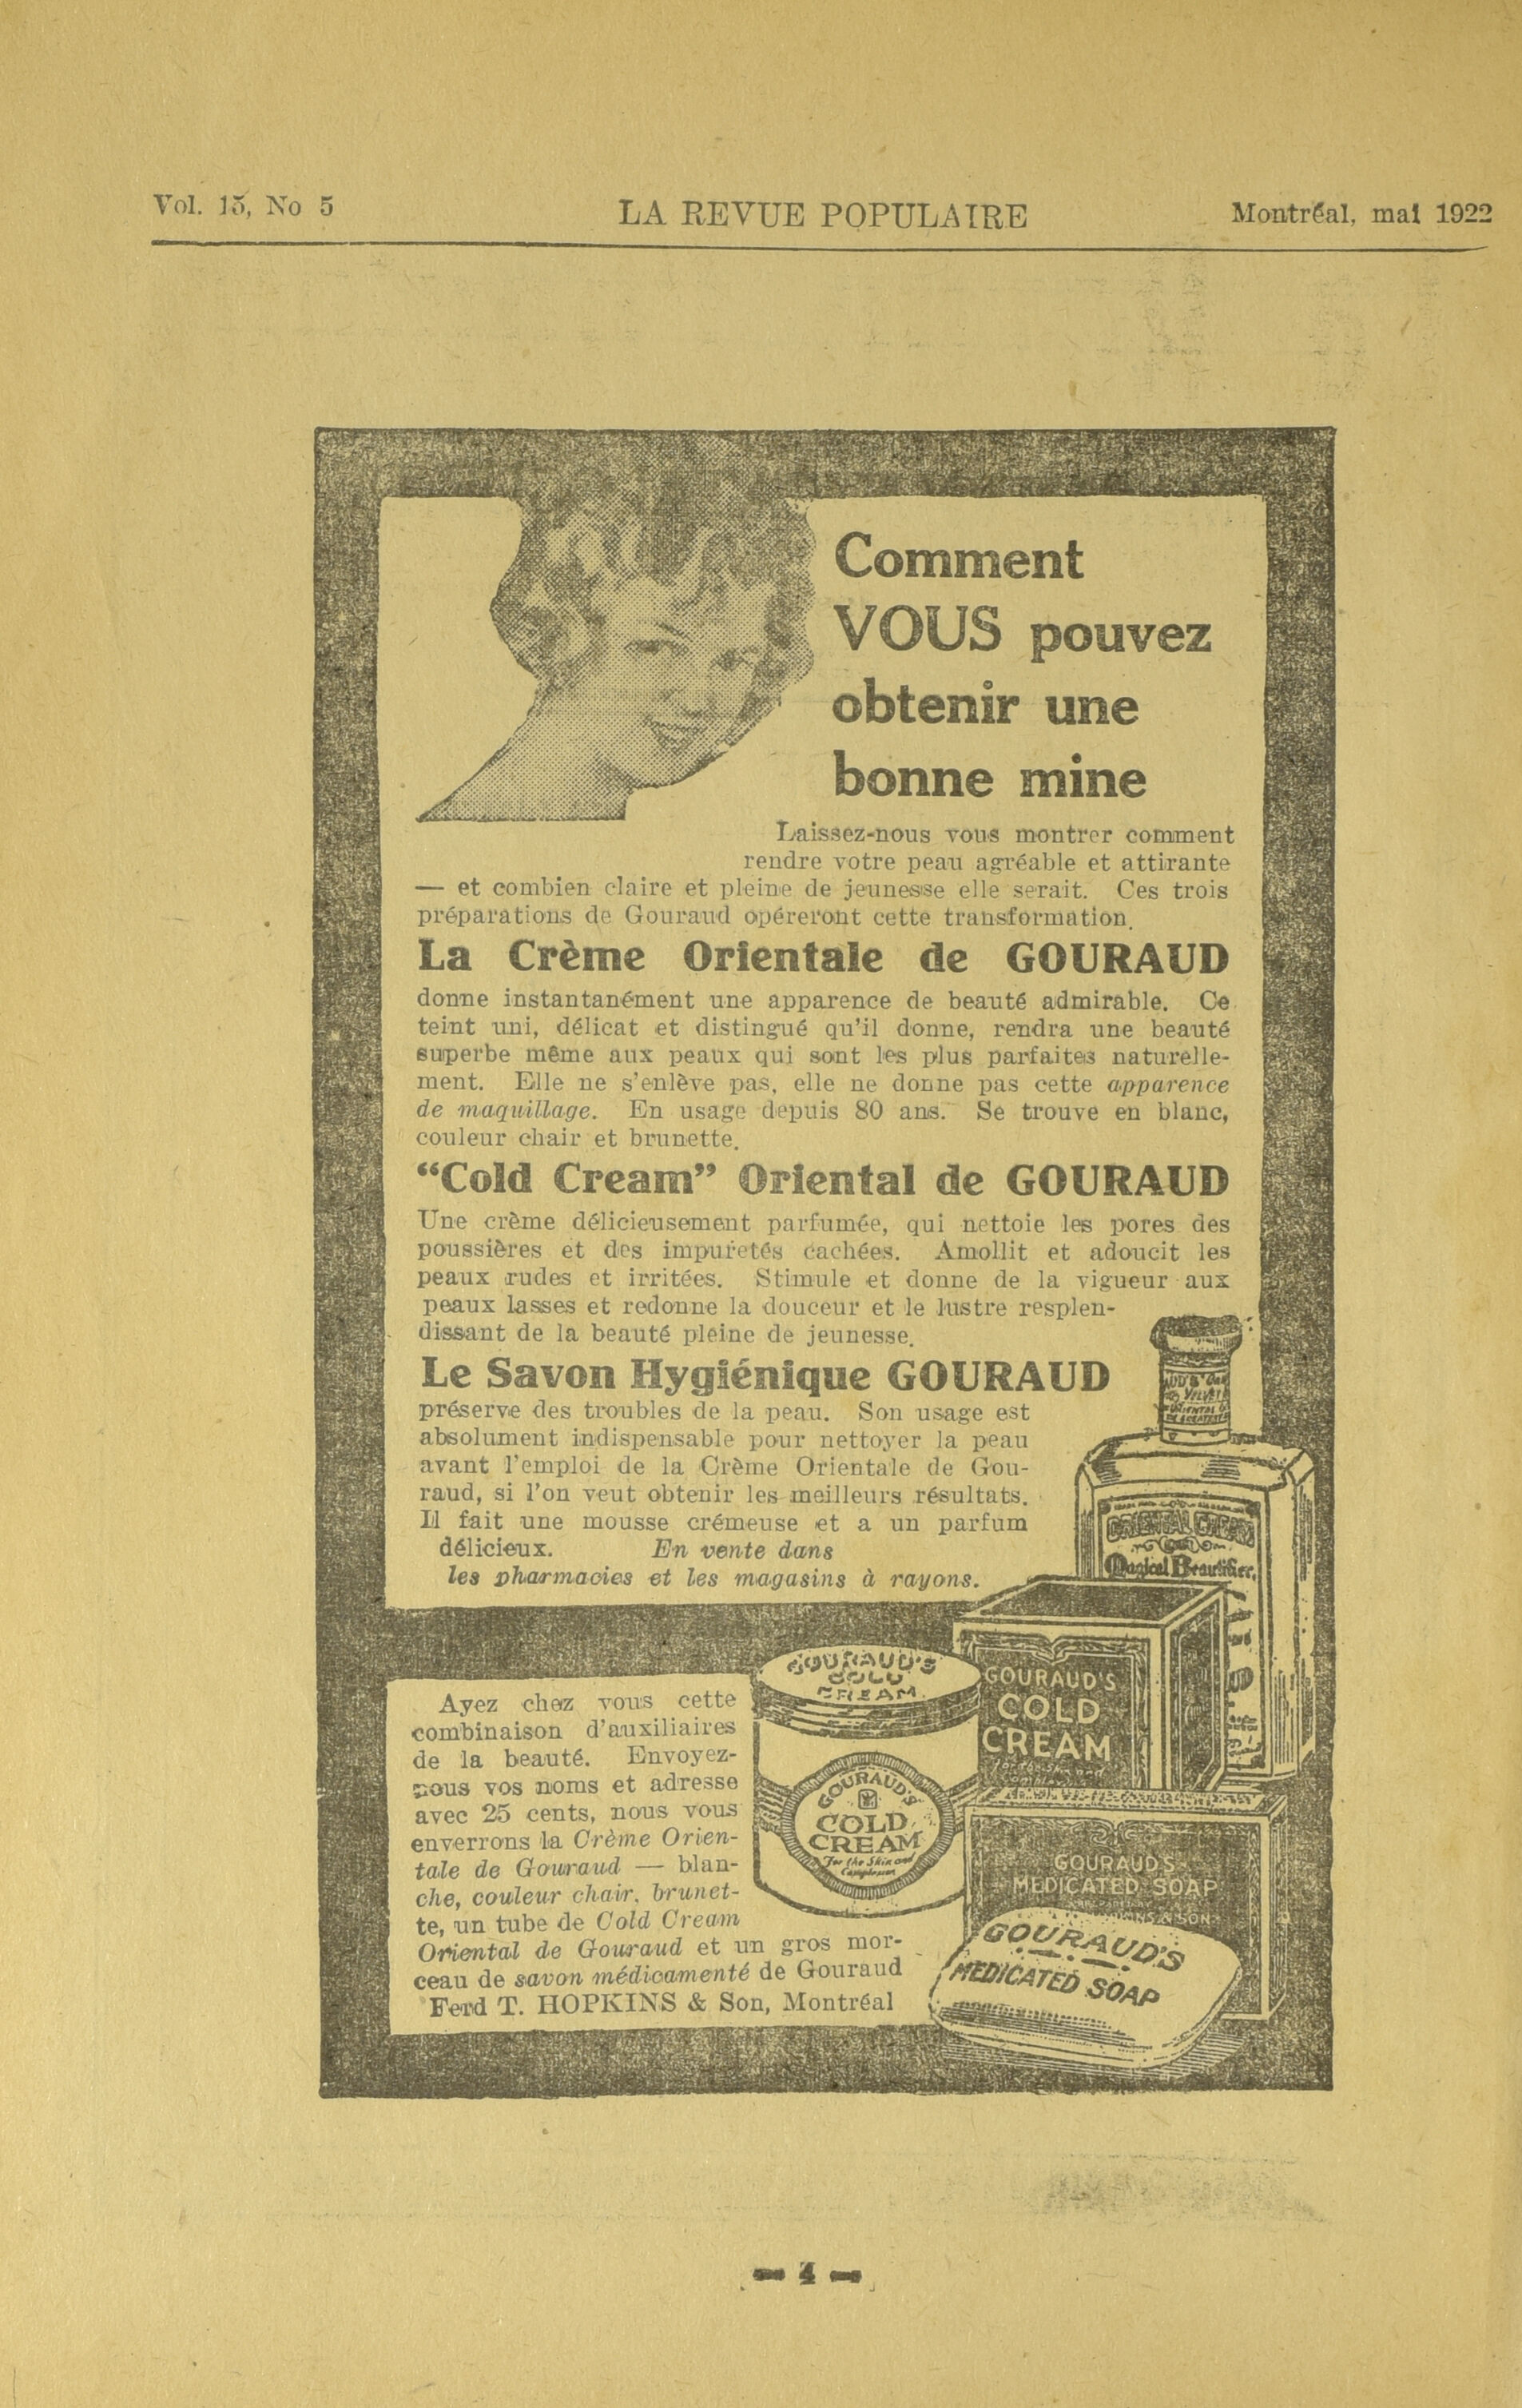 Vol. 15, No 5
LA REVUE POPULAIRE
Montréal, mai 1922
Comment
VOUS pouvez
obtenir une
bonne mine
Laissez-nous vous montrer comment
rendre votre peau agréable et attirante
— et combien claire et pleine de jeunesse elle serait. Ces trois
préparations de Gouraud opéreront cette transformation.
La Crème Orientale de GOURAUD
donne instantanément une apparence de beauté admirable. Ce
teint uni, délicat et distingué qu'il donne, rendra une beauté
superbe même aux peaux qui sont les plus parfaites naturelle-
ment. Elle ne s'enlève pas, elle ne donne pas cette apparence
de maquillage. En usage depuis 80 ans. Se trouve en blanc,
couleur chair et brunette.
“Cold Cream” Oriental de GOURAUD
Une crème délicieusement parfumée, qui nettoie les pores des
poussières et des impuretés cachées. Amollit et adoucit les
peaux rudes et irritées. Stimule et donne de la vigueur aux
peaux lasses et redonne la douceur et le lustre resplen-
dissant de la beauté pleine de jeunesse.
Le Savon Hygiénique GOURAUD
préserve des troubles de la peau. Son usage est
absolument indispensable pour nettoyer la peau
avant l'emploi de la Crème Orientale de Gou-
raud, si l'on veut obtenir les meilleurs résultats.
Il fait une mousse crémeuse et a un parfum
délicieux. En vente dans
les pharmacies et les magasins à rayons.
ORIENTAL CREAM
Magical Beautifier
GOURAUD'S
COLD
CREAM
GOURAUD'S
COLD
CREAM
GOURAUD'S
COLD
CREAM
For the Skin and
Complexion
GOURAUD'S
MEDICATED SOAP
GOURAUD'S
MEDICATED SOAP
Ayez chez vous cette
combinaison d'auxiliaires
de la beauté. Envoyez-
nous vos noms et adresse
avec 25 cents, nous vous
enverrons la Crème Orien-
tale de Gouraud — blan-
che, couleur chair, brunet-
te, un tube de Cold Cream
Oriental de Gouraud et un gros mor-
ceau de savon médicamenté de Gouraud
Ferd T. HOPKINS & Son, Montréal
— 4 —